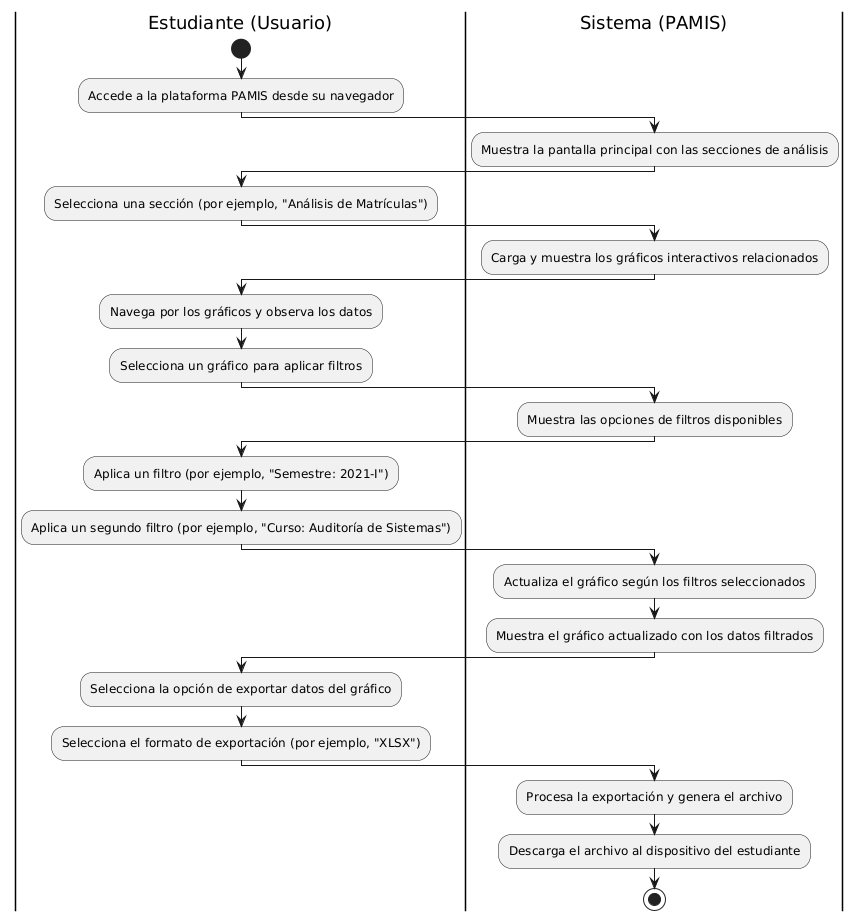 Estudiante (Usuario)
Sistema (PAMIS)
Accede a la plataforma PAMIS desde su navegador
Muestra la pantalla principal con las secciones de análisis
Selecciona una sección (por ejemplo, "Análisis de Matrículas")
Carga y muestra los gráficos interactivos relacionados
Navega por los gráficos y observa los datos
Selecciona un gráfico para aplicar filtros
Muestra las opciones de filtros disponibles
Aplica un filtro (por ejemplo, "Semestre: 2021-I")
Aplica un segundo filtro (por ejemplo, "Curso: Auditoría de Sistemas")
Actualiza el gráfico según los filtros seleccionados
Muestra el gráfico actualizado con los datos filtrados
Selecciona la opción de exportar datos del gráfico
Selecciona el formato de exportación (por ejemplo, "XLSX")
Procesa la exportación y genera el archivo
Descarga el archivo al dispositivo del estudiante